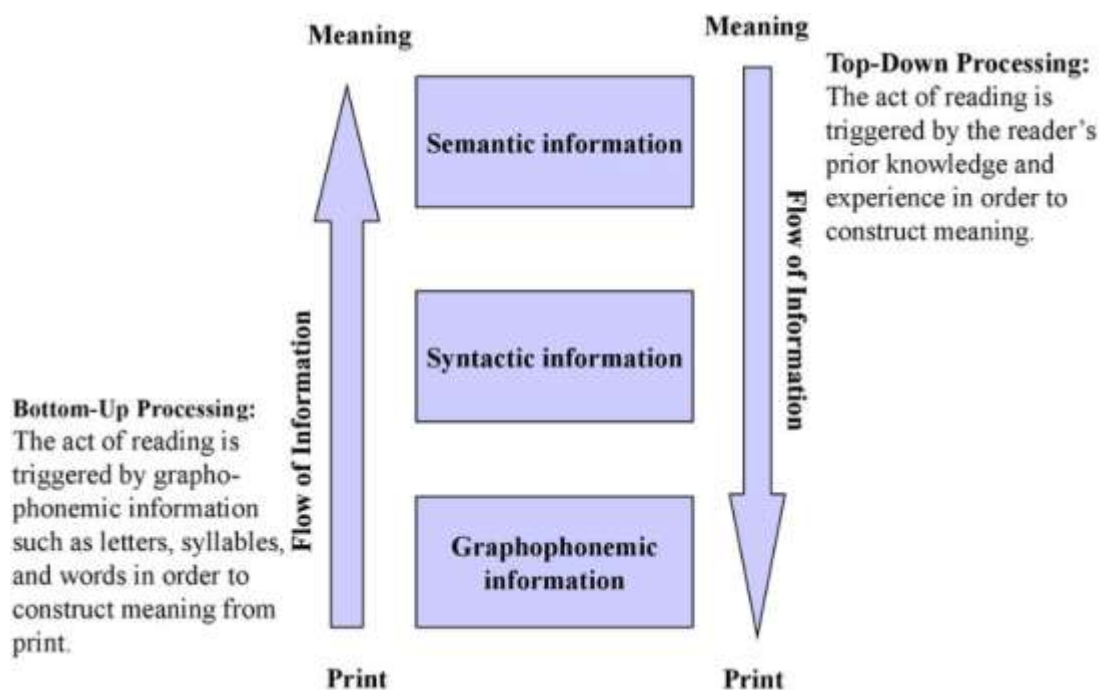 Meaning
Meaning
Top-Down Processing:
The act of reading is
triggered by the reader's
prior knowledge and
experience in order to
construct meaning.
Semantic information
Flow of Information
Syntactic information
Flow of Information
Bottom-Up Processing:
The act of reading is
triggered by grapho-
phonemic information
such as letters, syllables,
and words in order to
construct meaning from
print.
Graphophonemic
information
Print
Print